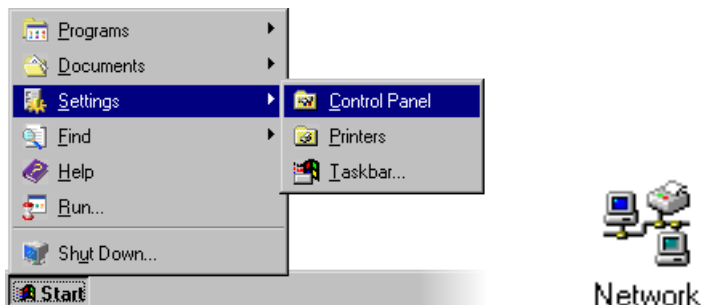 Programs
Documents
Settings
Find
Help
Run...
Shut Down...
Start
Control Panel
Printers
Taskbar...
Network